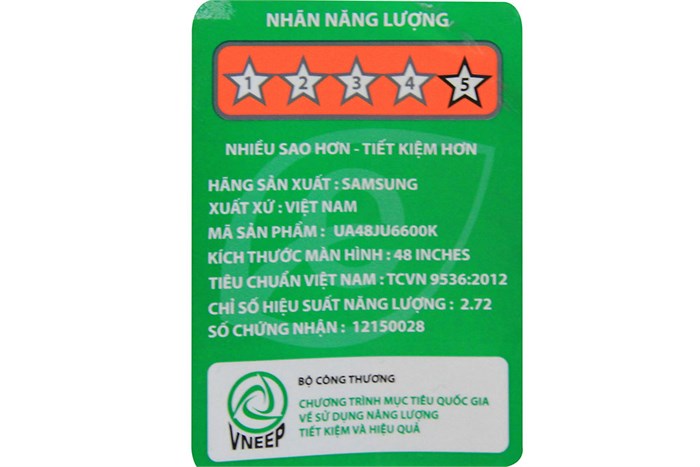 NHÃN NĂNG LƯỢNG
1 2 3 4 5
NHIỀU SAO HƠN - TIẾT KIỆM HƠN
HÃNG SẢN XUẤT : SAMSUNG
XUẤT XỨ : VIỆT NAM
MÃ SẢN PHẨM : UA48JU6600K
KÍCH THƯỚC MÀN HÌNH : 48 INCHES
TIÊU CHUẨN VIỆT NAM : TCVN 9536:2012
CHỈ SỐ HIỆU SUẤT NĂNG LƯỢNG : 2.72
SỐ CHỨNG NHẬN : 12150028
BỘ CÔNG THƯƠNG
CHƯƠNG TRÌNH MỤC TIÊU QUỐC GIA
VỀ SỬ DỤNG NĂNG LƯỢNG
TIẾT KIỆM VÀ HIỆU QUẢ
VNEEP